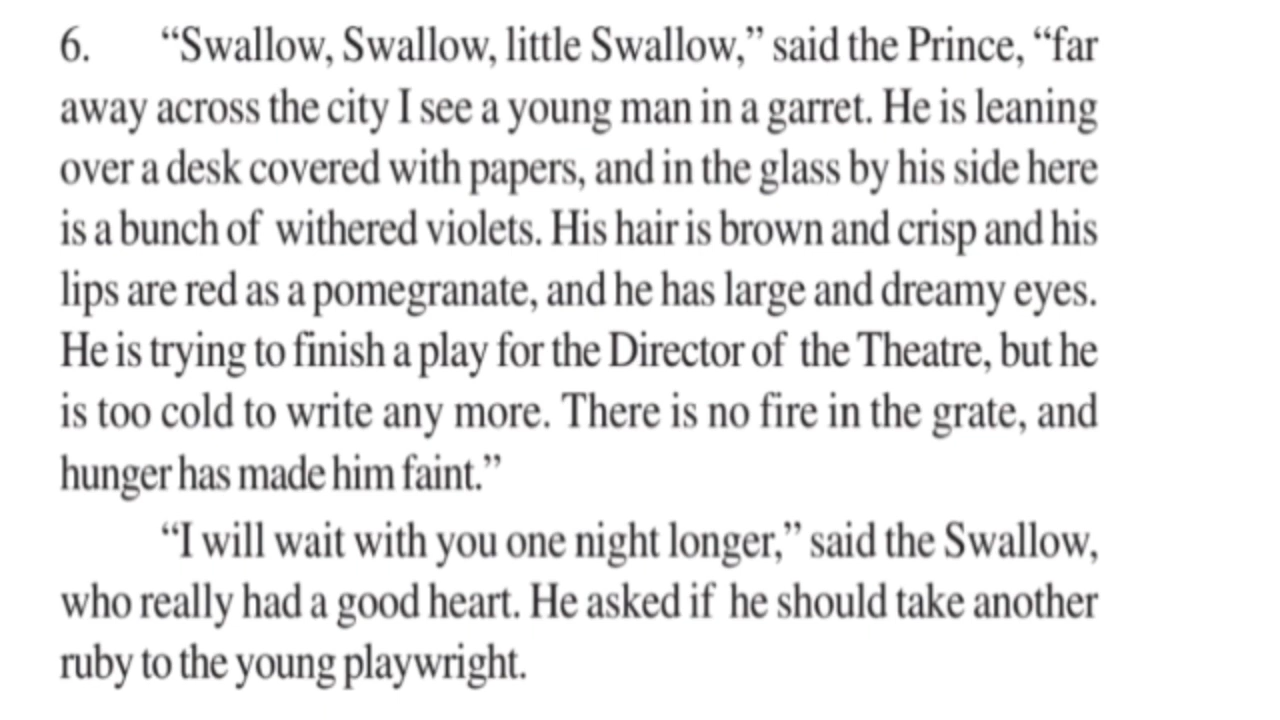 6. “Swallow, Swallow, little Swallow,” said the Prince, “far
away across the city I see a young man in a garret. He is leaning
over a desk covered with papers, and in the glass by his side here
is a bunch of withered violets. His hair is brown and crisp and his
lips are red as a pomegranate, and he has large and dreamy eyes.
He is trying to finish a play for the Director of the Theatre, but he
is too cold to write any more. There is no fire in the grate, and
hunger has made him faint.”
“I will wait with you one night longer,” said the Swallow,
who really had a good heart. He asked if he should take another
ruby to the young playwright.